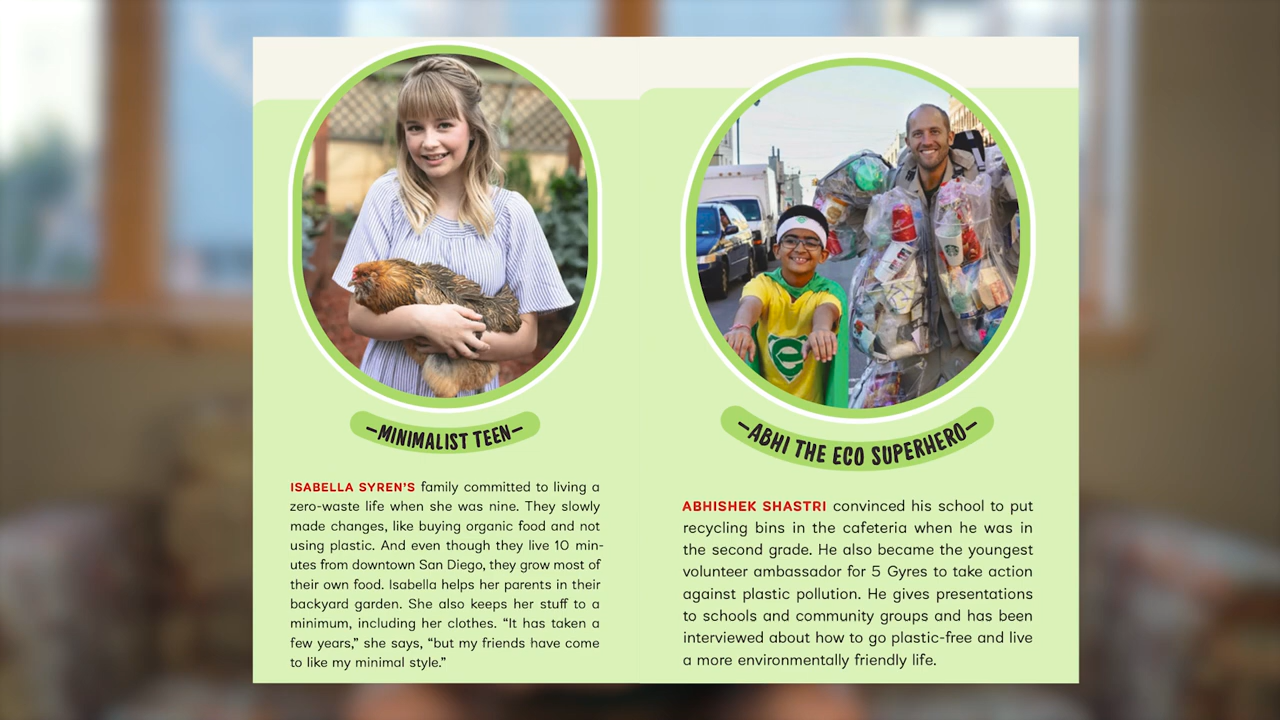 —MINIMALIST TEEN—
ISABELLA SYREN'S family committed to living a
zero-waste life when she was nine. They slowly
made changes, like buying organic food and not
using plastic. And even though they live 10 min-
utes from downtown San Diego, they grow most of
their own food. Isabella helps her parents in their
backyard garden. She also keeps her stuff to a
minimum, including her clothes. “It has taken a
few years,” she says, “but my friends have come
to like my minimal style.”
—ABHI THE ECO SUPERHERO—
ABHISHEK SHASTRI convinced his school to put
recycling bins in the cafeteria when he was in
the second grade. He also became the youngest
volunteer ambassador for 5 Gyres to take action
against plastic pollution. He gives presentations
to schools and community groups and has been
interviewed about how to go plastic-free and live
a more environmentally friendly life.